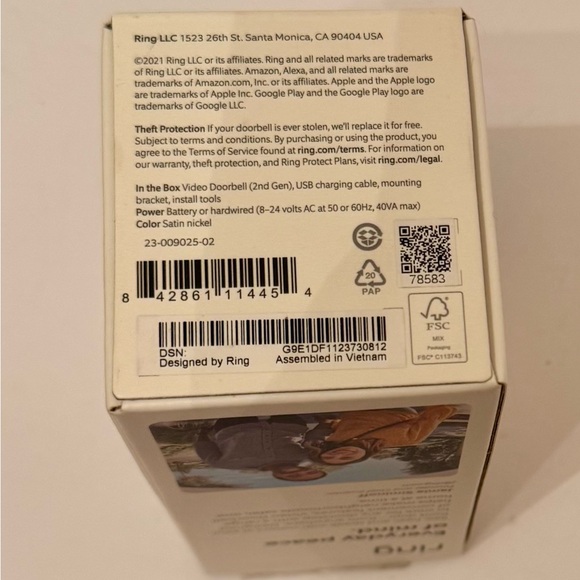 Ring LLC 1523 26th St. Santa Monica, CA 90404 USA
©2021 Ring LLC or its affiliates. Ring and all related marks are trademarks
of Ring LLC or its affiliates. Amazon, Alexa, and all related marks are
trademarks of Amazon.com, Inc. or its affiliates. Apple and the Apple logo
are trademarks of Apple Inc. Google Play and the Google Play logo are
trademarks of Google LLC.
Theft Protection If your doorbell is ever stolen, we'll replace it for free.
Subject to terms and conditions. By purchasing or using the product, you
agree to the Terms of Service found at ring.com/terms. For information on
our warranty, theft protection, and Ring Protect Plans, visit ring.com/legal.
In the Box Video Doorbell (2nd Gen), USB charging cable, mounting
bracket, install tools
Power Battery or hardwired (8–24 volts AC at 50 or 60Hz, 40VA max)
Color Satin nickel
23-009025-02
8 42861 11445 4
20
PAP
78583
DSN: G9E1DF1123730812
Designed by Ring Assembled in Vietnam
FSC
MIX
Packaging
FSC® C113743
Everyday peace
of mind.
ring